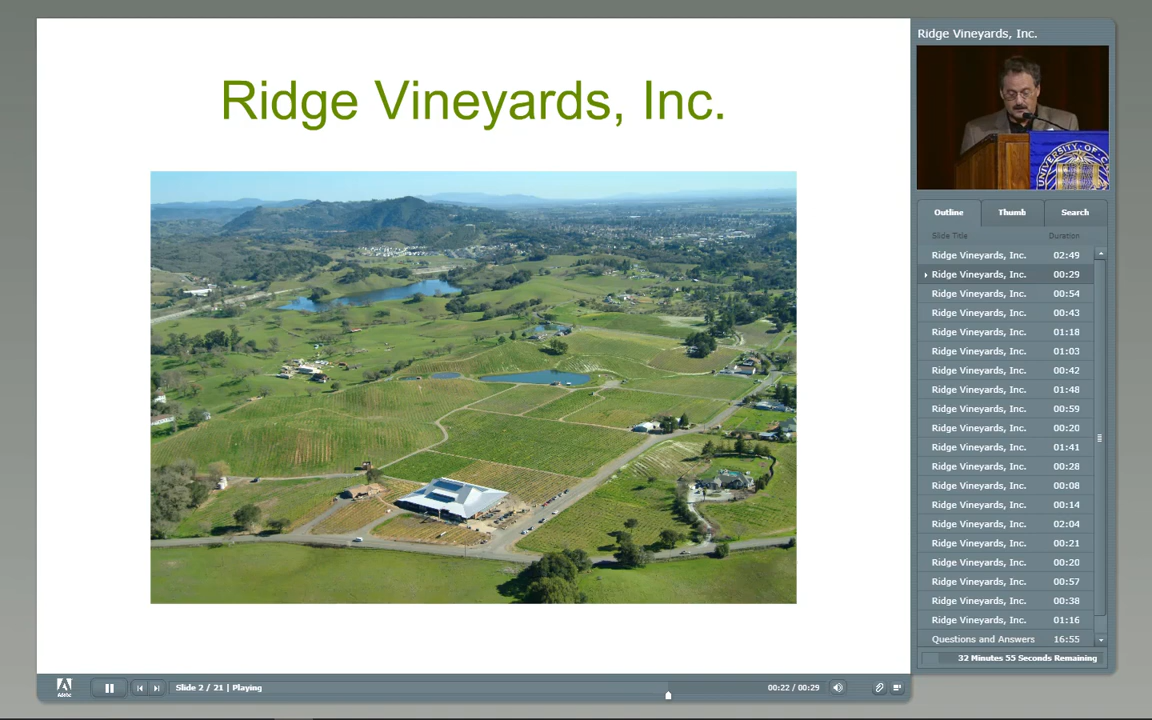 Ridge Vineyards, Inc.
Ridge Vineyards, Inc.
UNIVERSITY OF
Outline Thumb Search
Slide Title Duration
Ridge Vineyards, Inc. 02:49
Ridge Vineyards, Inc. 00:29
Ridge Vineyards, Inc. 00:54
Ridge Vineyards, Inc. 00:43
Ridge Vineyards, Inc. 01:18
Ridge Vineyards, Inc. 01:03
Ridge Vineyards, Inc. 00:42
Ridge Vineyards, Inc. 01:48
Ridge Vineyards, Inc. 00:59
Ridge Vineyards, Inc. 00:20
Ridge Vineyards, Inc. 01:41
Ridge Vineyards, Inc. 00:28
Ridge Vineyards, Inc. 00:08
Ridge Vineyards, Inc. 00:14
Ridge Vineyards, Inc. 02:04
Ridge Vineyards, Inc. 00:21
Ridge Vineyards, Inc. 00:20
Ridge Vineyards, Inc. 00:57
Ridge Vineyards, Inc. 00:38
Ridge Vineyards, Inc. 01:16
Questions and Answers 16:55
32 Minutes 55 Seconds Remaining
Adobe
Slide 2 / 21 | Playing
00:22 / 00:29